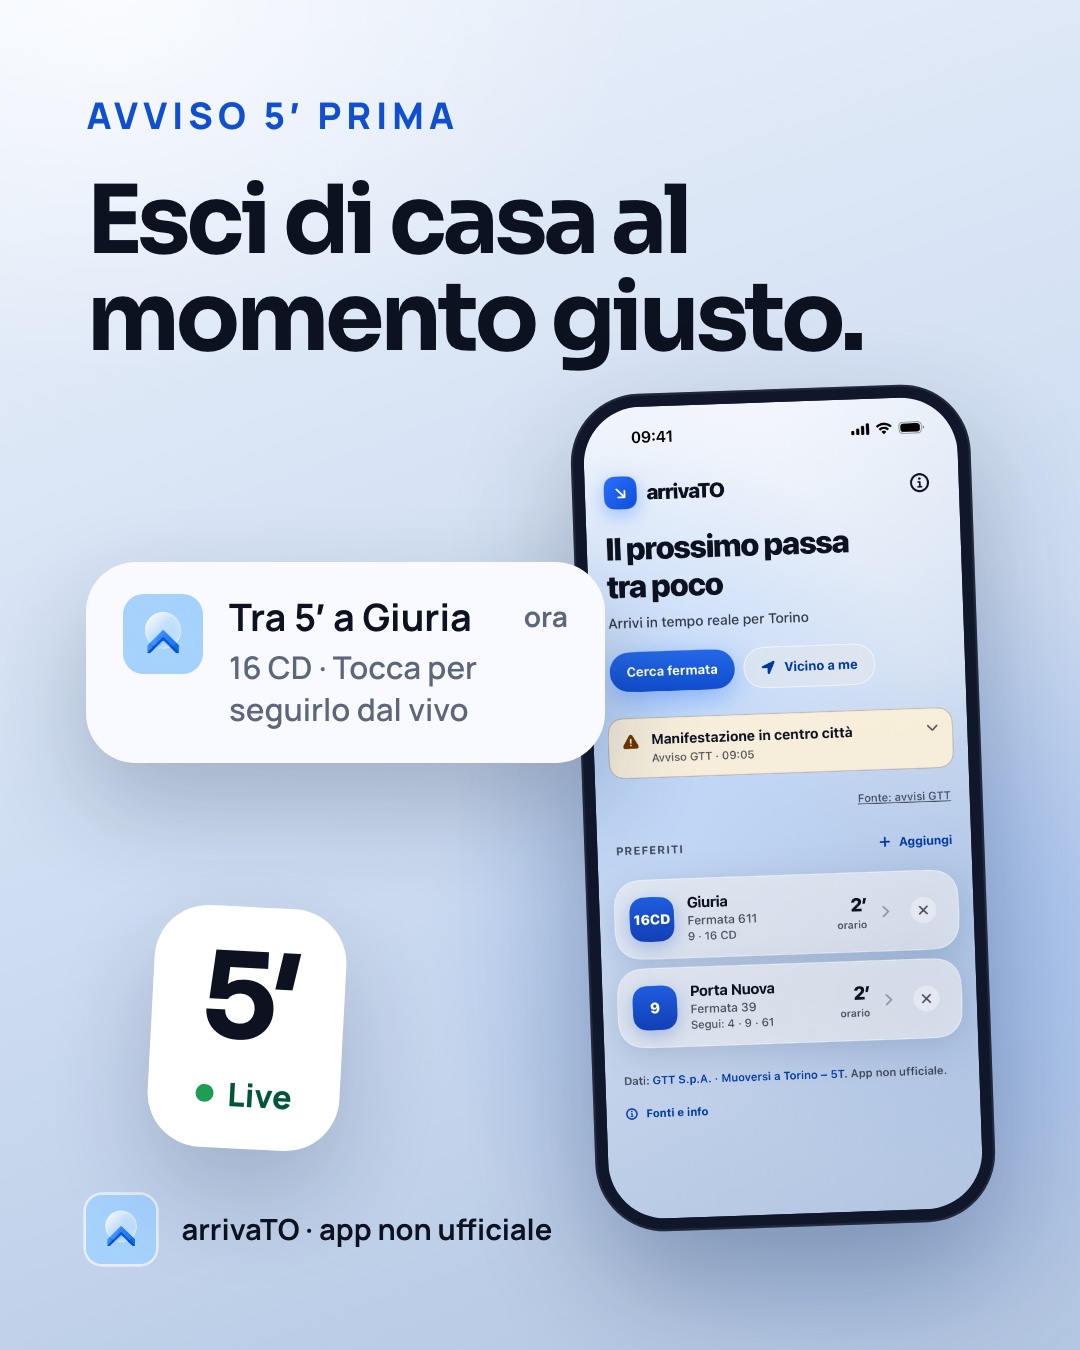 AVVISO 5′ PRIMA
Esci di casa al
momento giusto.
09:41
arrivaTO
Il prossimo passa
tra poco
Arrivi in tempo reale per Torino
Cerca fermata
Vicino a me
Manifestazione in centro città
Avviso GTT · 09:05
Fonte: avvisi GTT
PREFERITI
+ Aggiungi
16CD
Giuria
Fermata 611
9 · 16 CD
2′
orario
9
Porta Nuova
Fermata 39
Segui: 4 · 9 · 61
2′
orario
Dati: GTT S.p.A. · Muoversi a Torino – 5T. App non ufficiale.
Fonti e info
Tra 5′ a Giuria
ora
16 CD · Tocca per
seguirlo dal vivo
5′
Live
arrivaTO · app non ufficiale